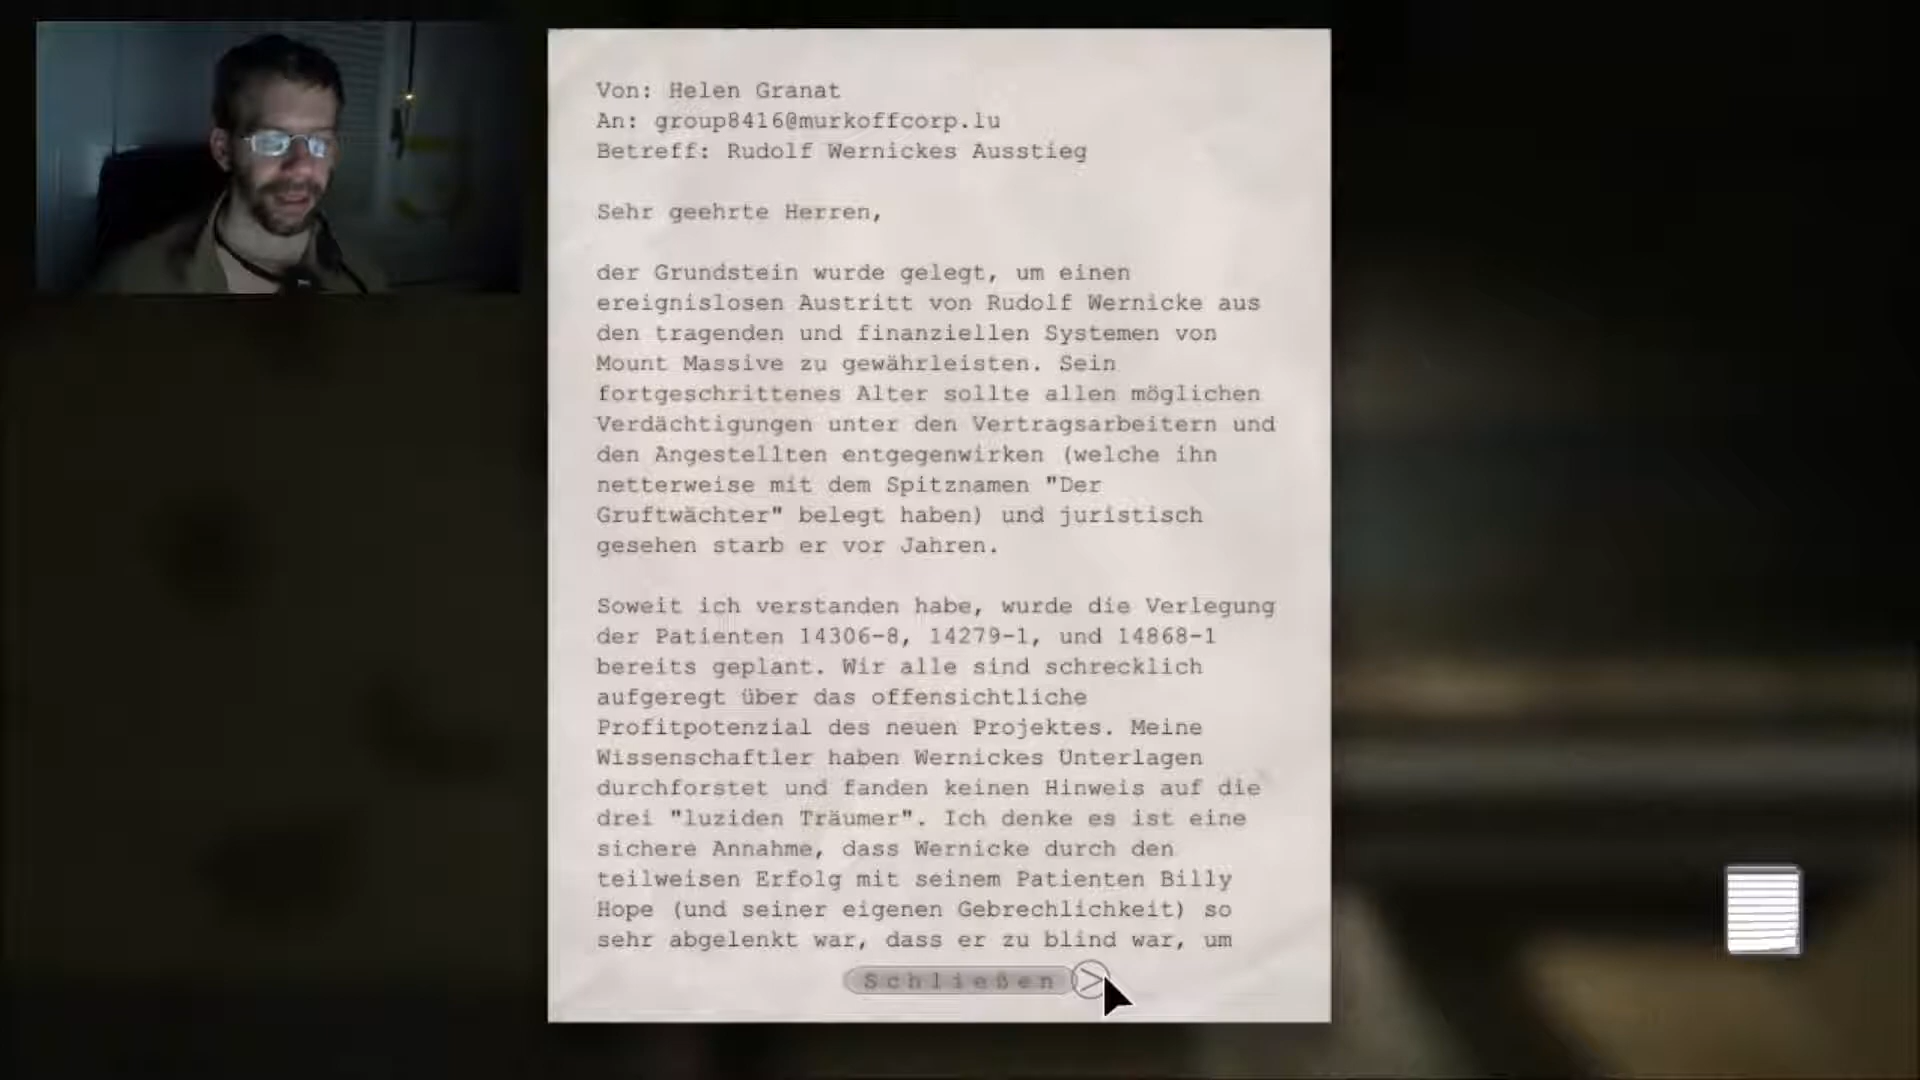 Von: Helen Granat
An: group8416@murkoffcorp.lu
Betreff: Rudolf Wernickes Ausstieg
Sehr geehrte Herren,
der Grundstein wurde gelegt, um einen
ereignislosen Austritt von Rudolf Wernicke aus
den tragenden und finanziellen Systemen von
Mount Massive zu gewährleisten. Sein
fortgeschrittenes Alter sollte allen möglichen
Verdächtigungen unter den Vertragsarbeitern und
den Angestellten entgegenwirken (welche ihn
netterweise mit dem Spitznamen "Der
Gruftwächter" belegt haben) und juristisch
gesehen starb er vor Jahren.
Soweit ich verstanden habe, wurde die Verlegung
der Patienten 14306-8, 14279-1, und 14868-1
bereits geplant. Wir alle sind schrecklich
aufgeregt über das offensichtliche
Profitpotenzial des neuen Projektes. Meine
Wissenschaftler haben Wernickes Unterlagen
durchforstet und fanden keinen Hinweis auf die
drei "luziden Träumer". Ich denke es ist eine
sichere Annahme, dass Wernicke durch den
teilweisen Erfolg mit seinem Patienten Billy
Hope (und seiner eigenen Gebrechlichkeit) so
sehr abgelenkt war, dass er zu blind war, um
Schließen >